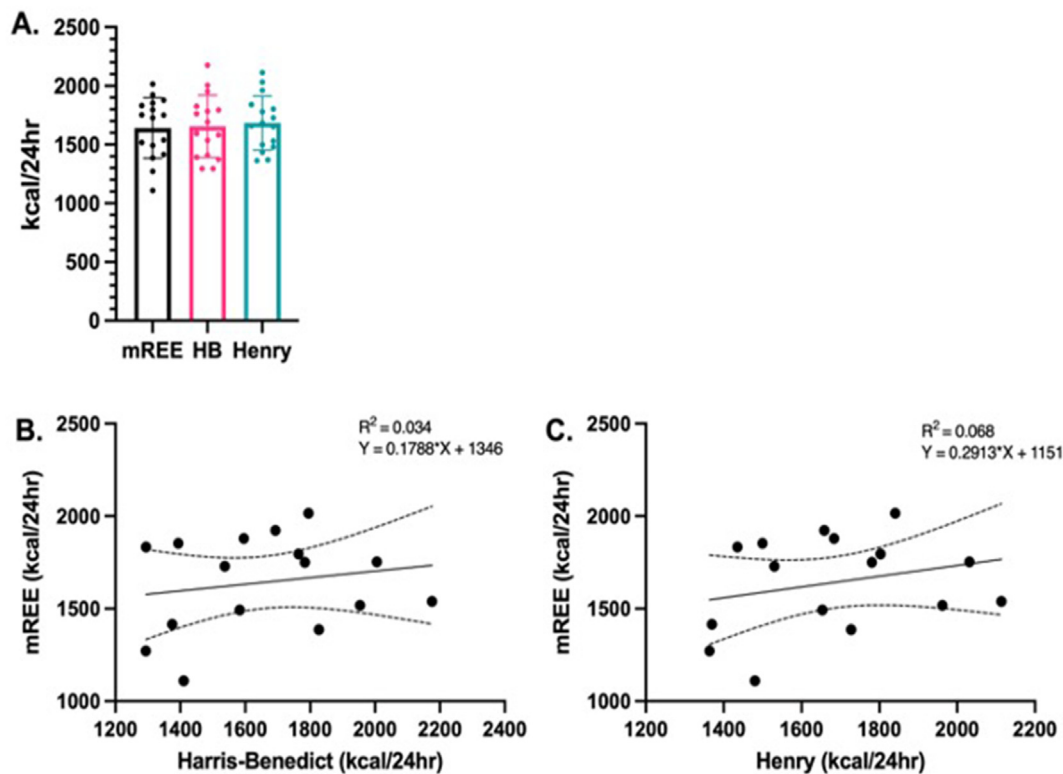 A.
2500
2000
1500
1000
500
0
kcal/24hr
mREE HB Henry
B.
2500
2000
1500
1000
mREE (kcal/24hr)
R² = 0.034
Y = 0.1788*X + 1346
1200 1400 1600 1800 2000 2200 2400
Harris-Benedict (kcal/24hr)
C.
2500
2000
1500
1000
mREE (kcal/24hr)
R² = 0.068
Y = 0.2913*X + 1151
1200 1400 1600 1800 2000 2200
Henry (kcal/24hr)